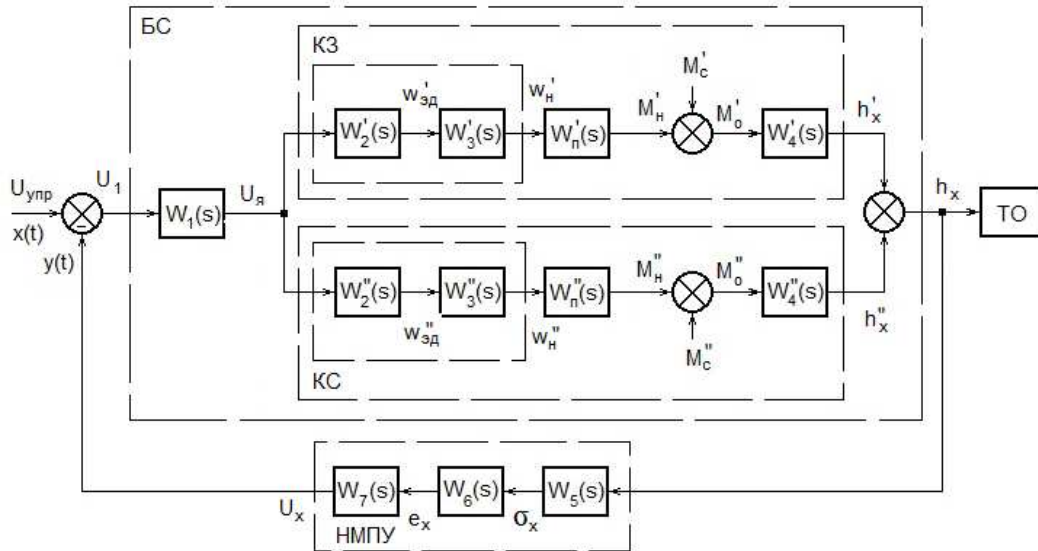 БС
КЗ
M'с
w'эд
w'н
M'н
M'о
h'x
W'2(s)
W'3(s)
W'п(s)
W'4(s)
Uупр
U1
Uя
hx
W1(s)
ТО
x(t)
y(t)
M''н
M''о
W''2(s)
W''3(s)
W''п(s)
W''4(s)
w''эд
w''н
h''x
M''с
КС
W7(s)
W6(s)
W5(s)
Ux
ex
σx
НМПУ